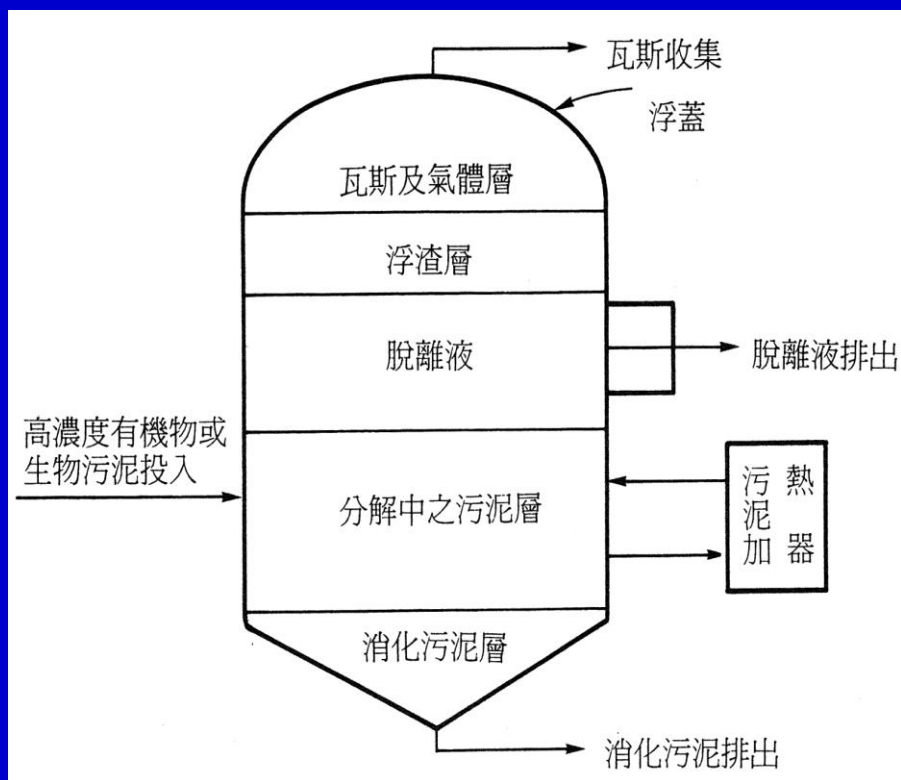 瓦斯收集
浮蓋
瓦斯及氣體層
浮渣層
脫離液
脫離液排出
高濃度有機物或
生物污泥投入
分解中之污泥層
污泥加
熱器
消化污泥層
消化污泥排出